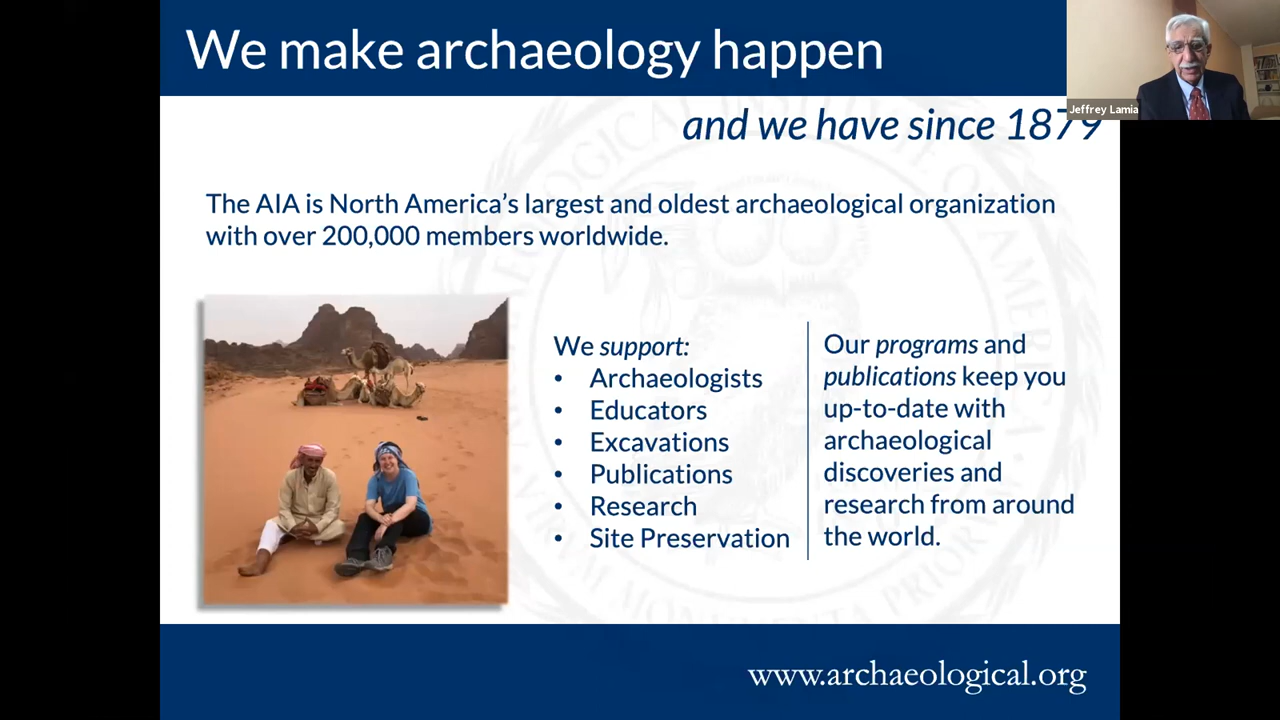 We make archaeology happen
Jeffrey Lamia
and we have since 1879
The AIA is North America's largest and oldest archaeological organization
with over 200,000 members worldwide.
We support:
• Archaeologists
• Educators
• Excavations
• Publications
• Research
• Site Preservation
Our programs and
publications keep you
up-to-date with
archaeological
discoveries and
research from around
the world.
www.archaeological.org